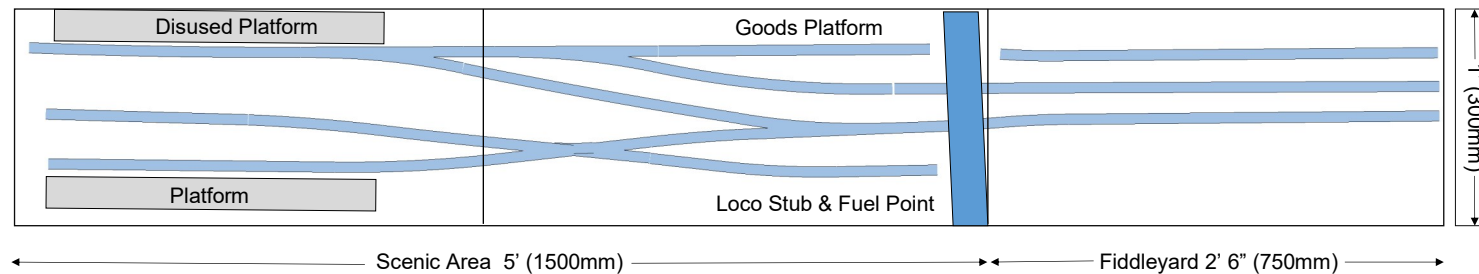 Disused Platform
Goods Platform
Platform
Loco Stub & Fuel Point
1' (300mm)
Scenic Area 5’ (1500mm)
Fiddleyard 2’ 6” (750mm)